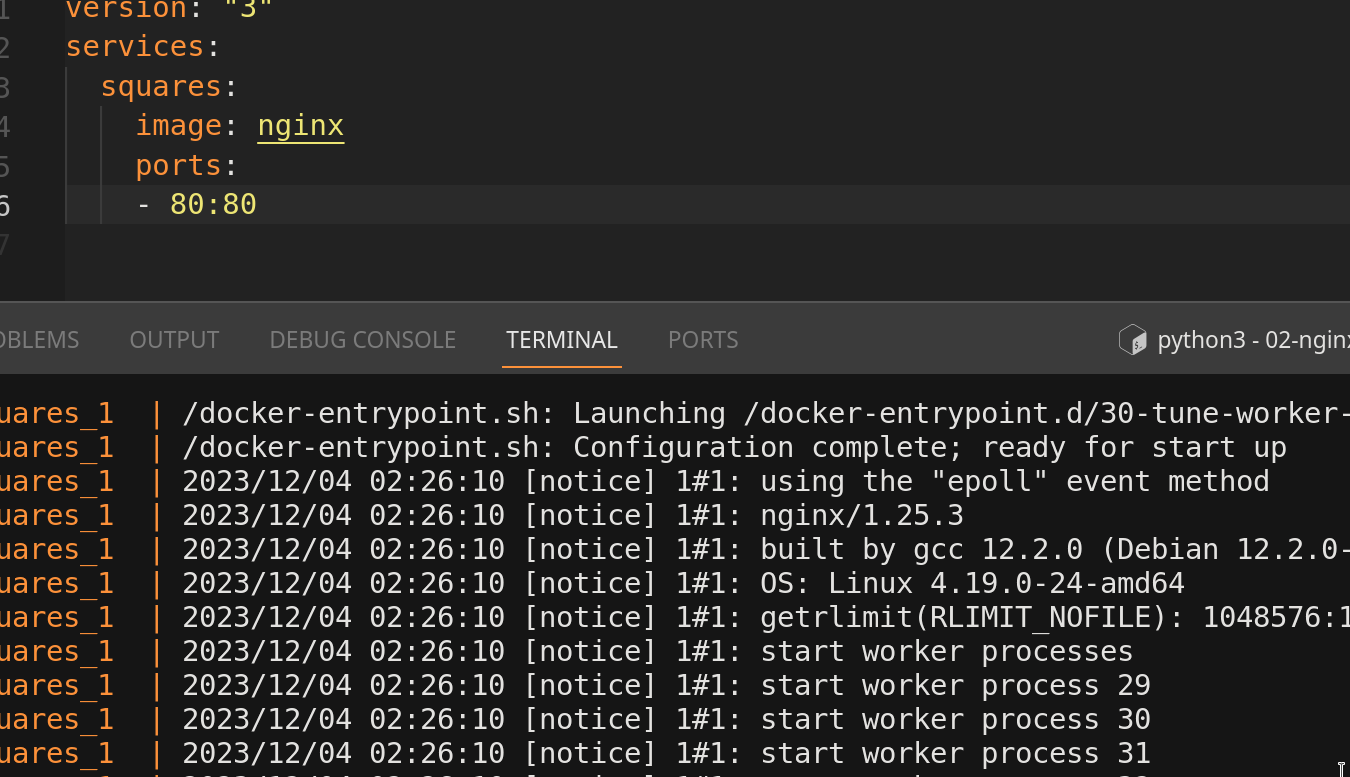 1 version: "3"
2 services:
3 squares:
4 image: nginx
5 ports:
6 - 80:80
7
OBLEMS OUTPUT DEBUG CONSOLE TERMINAL PORTS python3 - 02-nginx
uares_1 | /docker-entrypoint.sh: Launching /docker-entrypoint.d/30-tune-worker-
uares_1 | /docker-entrypoint.sh: Configuration complete; ready for start up
uares_1 | 2023/12/04 02:26:10 [notice] 1#1: using the "epoll" event method
uares_1 | 2023/12/04 02:26:10 [notice] 1#1: nginx/1.25.3
uares_1 | 2023/12/04 02:26:10 [notice] 1#1: built by gcc 12.2.0 (Debian 12.2.0-
uares_1 | 2023/12/04 02:26:10 [notice] 1#1: OS: Linux 4.19.0-24-amd64
uares_1 | 2023/12/04 02:26:10 [notice] 1#1: getrlimit(RLIMIT_NOFILE): 1048576:1
uares_1 | 2023/12/04 02:26:10 [notice] 1#1: start worker processes
uares_1 | 2023/12/04 02:26:10 [notice] 1#1: start worker process 29
uares_1 | 2023/12/04 02:26:10 [notice] 1#1: start worker process 30
uares_1 | 2023/12/04 02:26:10 [notice] 1#1: start worker process 31